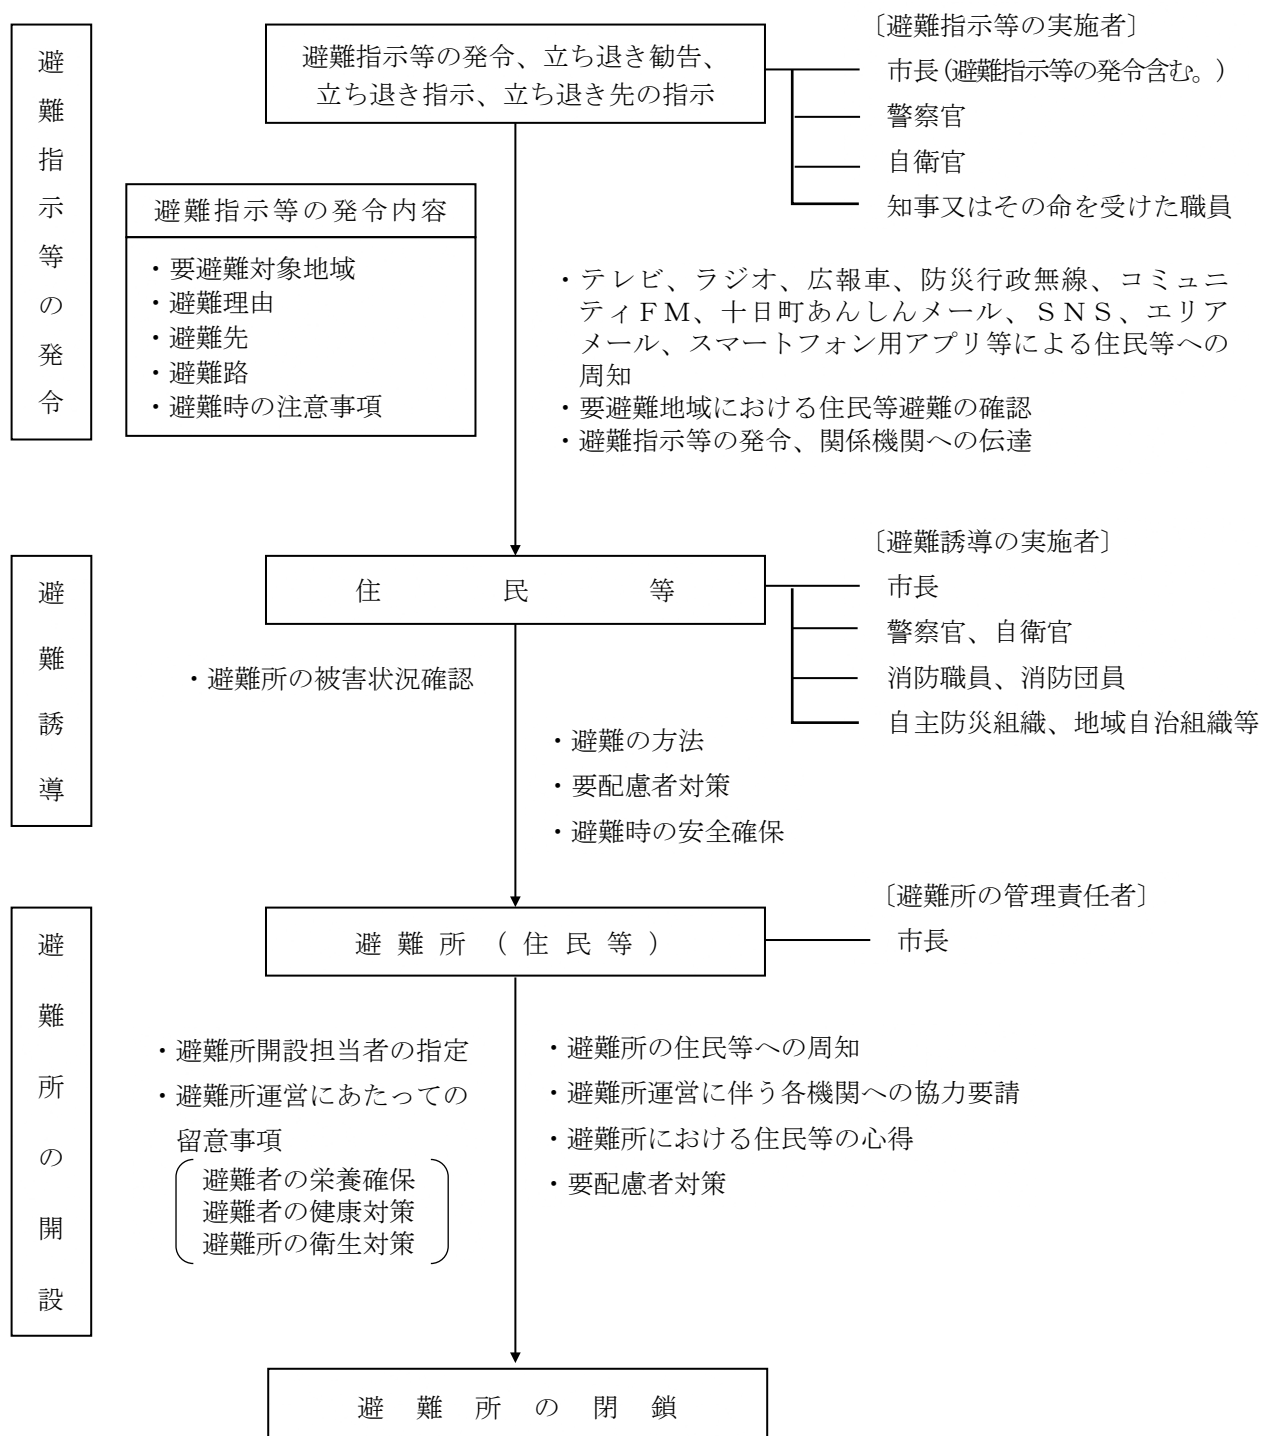 避難指示等の発令
避難指示等の発令、立ち退き勧告、
立ち退き指示、立ち退き先の指示
〔避難指示等の実施者〕
市長(避難指示等の発令含む。)
警察官
自衛官
知事又はその命を受けた職員
避難指示等の発令内容
・要避難対象地域
・避難理由
・避難先
・避難路
・避難時の注意事項
・テレビ、ラジオ、広報車、防災行政無線、コミュニ
ティFM、十日町あんしんメール、SNS、エリア
メール、スマートフォン用アプリ等による住民等への
周知
・要避難地域における住民等避難の確認
・避難指示等の発令、関係機関への伝達
避難誘導
住民等
〔避難誘導の実施者〕
市長
警察官、自衛官
消防職員、消防団員
自主防災組織、地域自治組織等
・避難所の被害状況確認
・避難の方法
・要配慮者対策
・避難時の安全確保
避難所の開設
避難所(住民等)
〔避難所の管理責任者〕
市長
・避難所開設担当者の指定
・避難所運営にあたっての
留意事項
避難者の栄養確保
避難者の健康対策
避難所の衛生対策
・避難所の住民等への周知
・避難所運営に伴う各機関への協力要請
・避難所における住民等の心得
・要配慮者対策
避難所の閉鎖